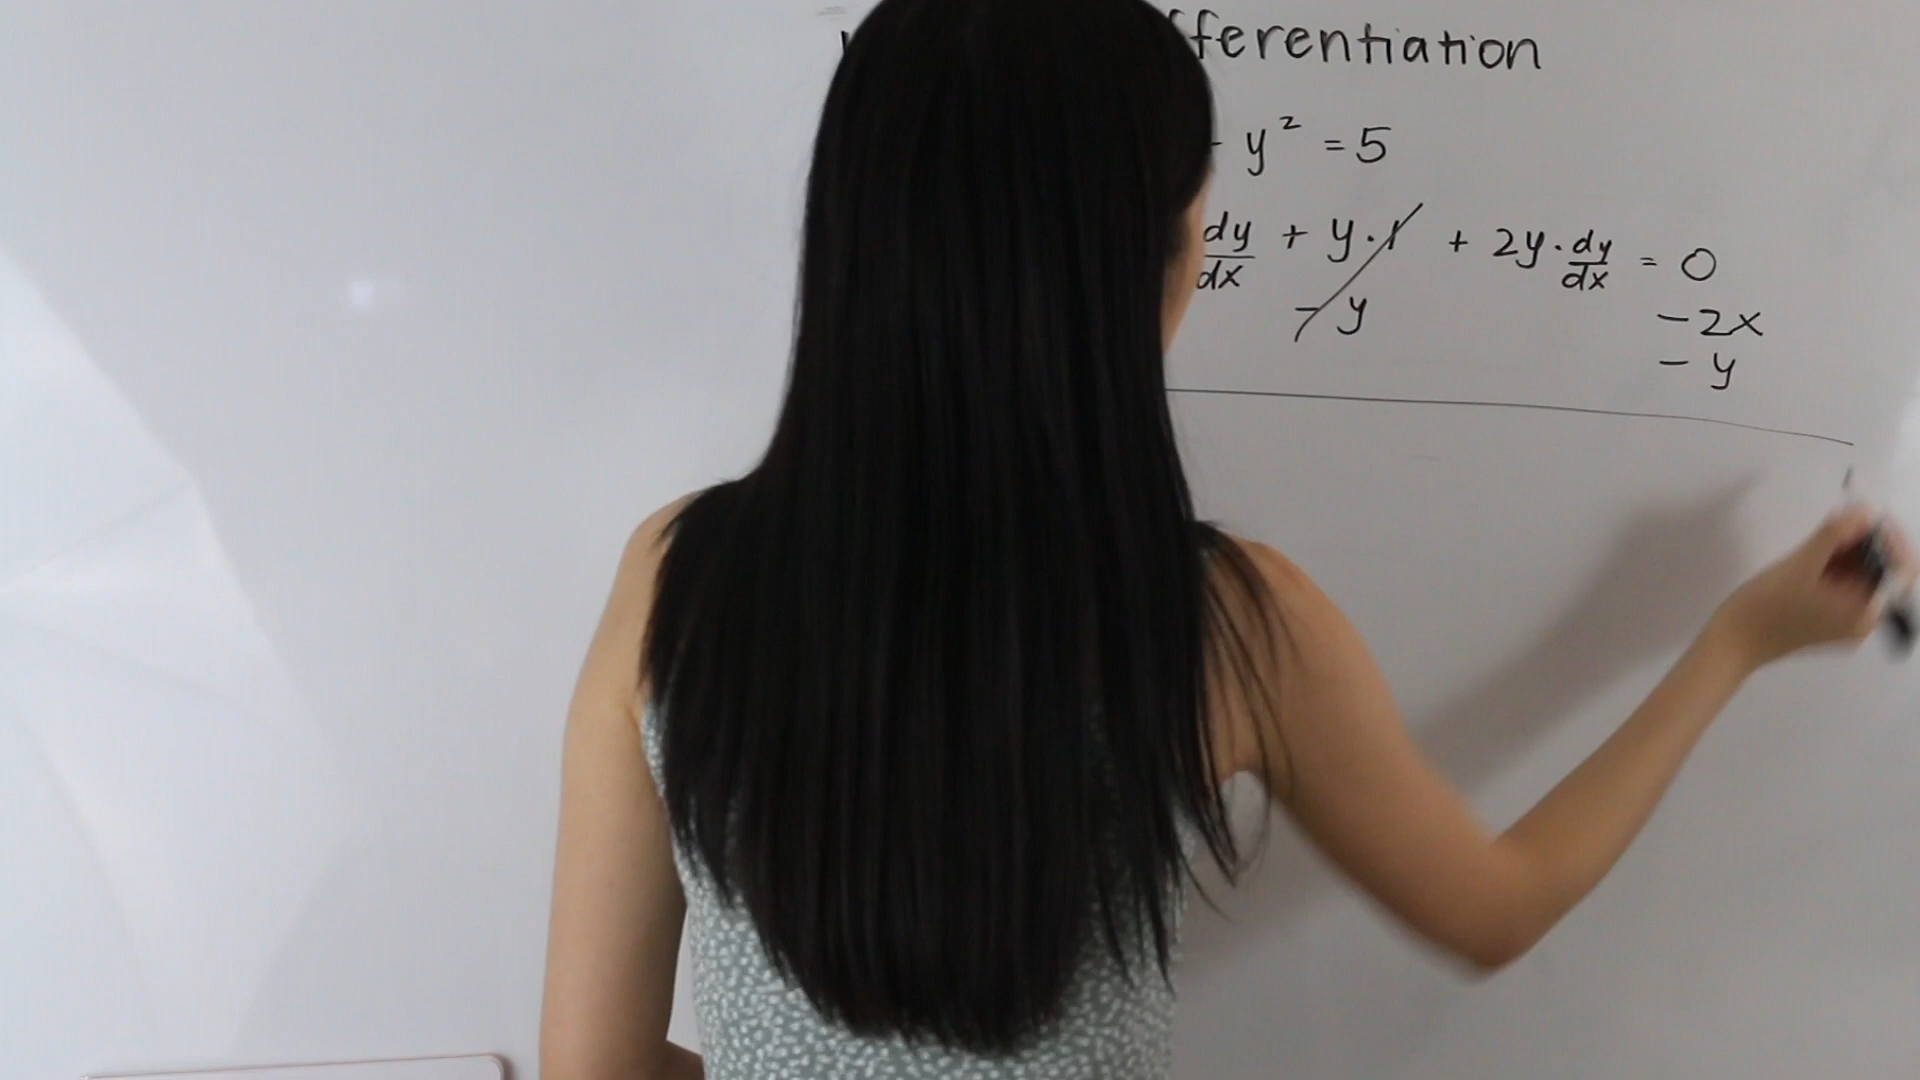 fferentiation
y² = 5
dy/dx + y · 1 + 2y · dy/dx = 0
- y - 2x
- y